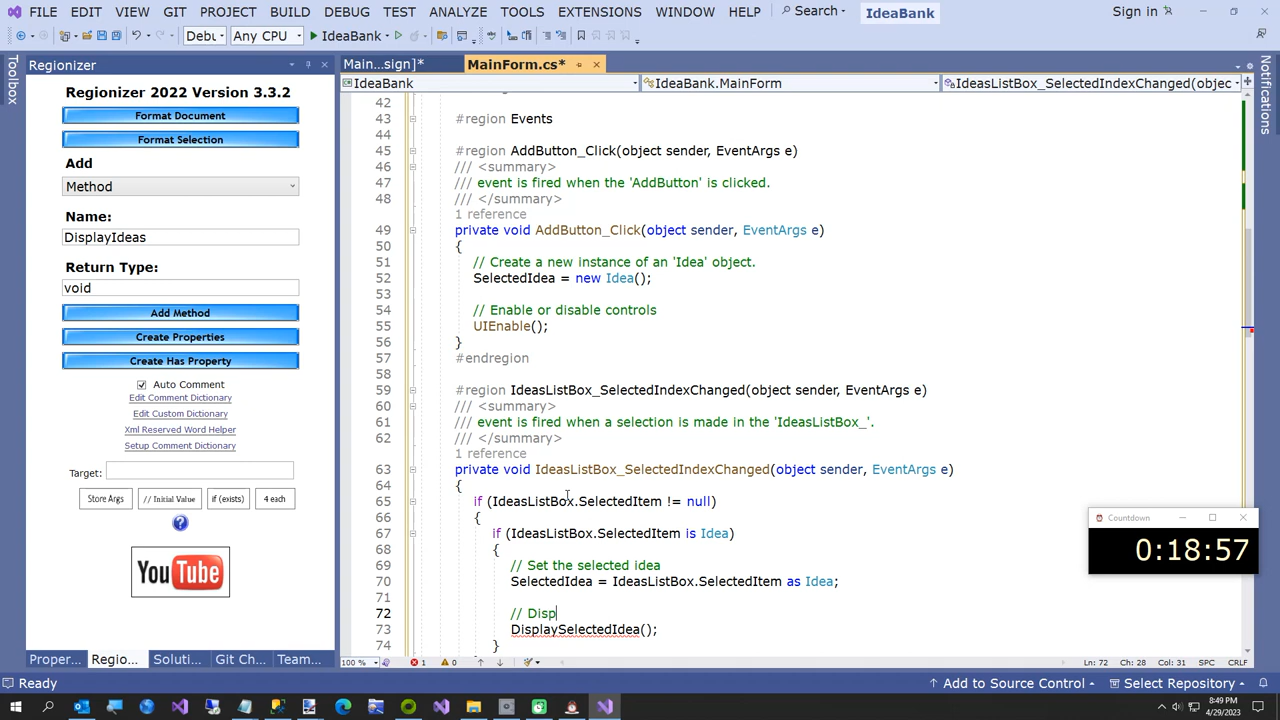 FILE EDIT VIEW GIT PROJECT BUILD DEBUG TEST ANALYZE TOOLS EXTENSIONS WINDOW HELP Search IdeaBank Sign in
Debu Any CPU IdeaBank
Toolbox
Regionizer
Regionizer 2022 Version 3.3.2
Format Document
Format Selection
Add
Method
Name:
DisplayIdeas
Return Type:
void
Add Method
Create Properties
Create Has Property
Auto Comment
Edit Comment Dictionary
Edit Custom Dictionary
Xml Reserved Word Helper
Setup Comment Dictionary
Target:
Store Args // Initial Value if (exists) 4 each
You Tube
Proper... Regio... Soluti... Git Ch... Team...
Main...sign]* MainForm.cs*
IdeaBank IdeaBank.MainForm IdeasListBox_SelectedIndexChanged(objec
42
43 #region Events
44
45 #region AddButton_Click(object sender, EventArgs e)
46 /// <summary>
47 /// event is fired when the 'AddButton' is clicked.
48 /// </summary>
1 reference
49 private void AddButton_Click(object sender, EventArgs e)
50 {
51 // Create a new instance of an 'Idea' object.
52 SelectedIdea = new Idea();
53
54 // Enable or disable controls
55 UIEnable();
56 }
57 #endregion
58
59 #region IdeasListBox_SelectedIndexChanged(object sender, EventArgs e)
60 /// <summary>
61 /// event is fired when a selection is made in the 'IdeasListBox_'.
62 /// </summary>
1 reference
63 private void IdeasListBox_SelectedIndexChanged(object sender, EventArgs e)
64 {
65 if (IdeasListBox.SelectedItem != null)
66 {
67 if (IdeasListBox.SelectedItem is Idea)
68 {
69 // Set the selected idea
70 SelectedIdea = IdeasListBox.SelectedItem as Idea;
71
72 // Disp
73 DisplaySelectedIdea();
74 }
Notifications
Countdown
0:18:57
100 % 1 0 Ln: 72 Ch: 28 Col: 31 SPC CRLF
Ready Add to Source Control Select Repository
8:49 PM
4/29/2023